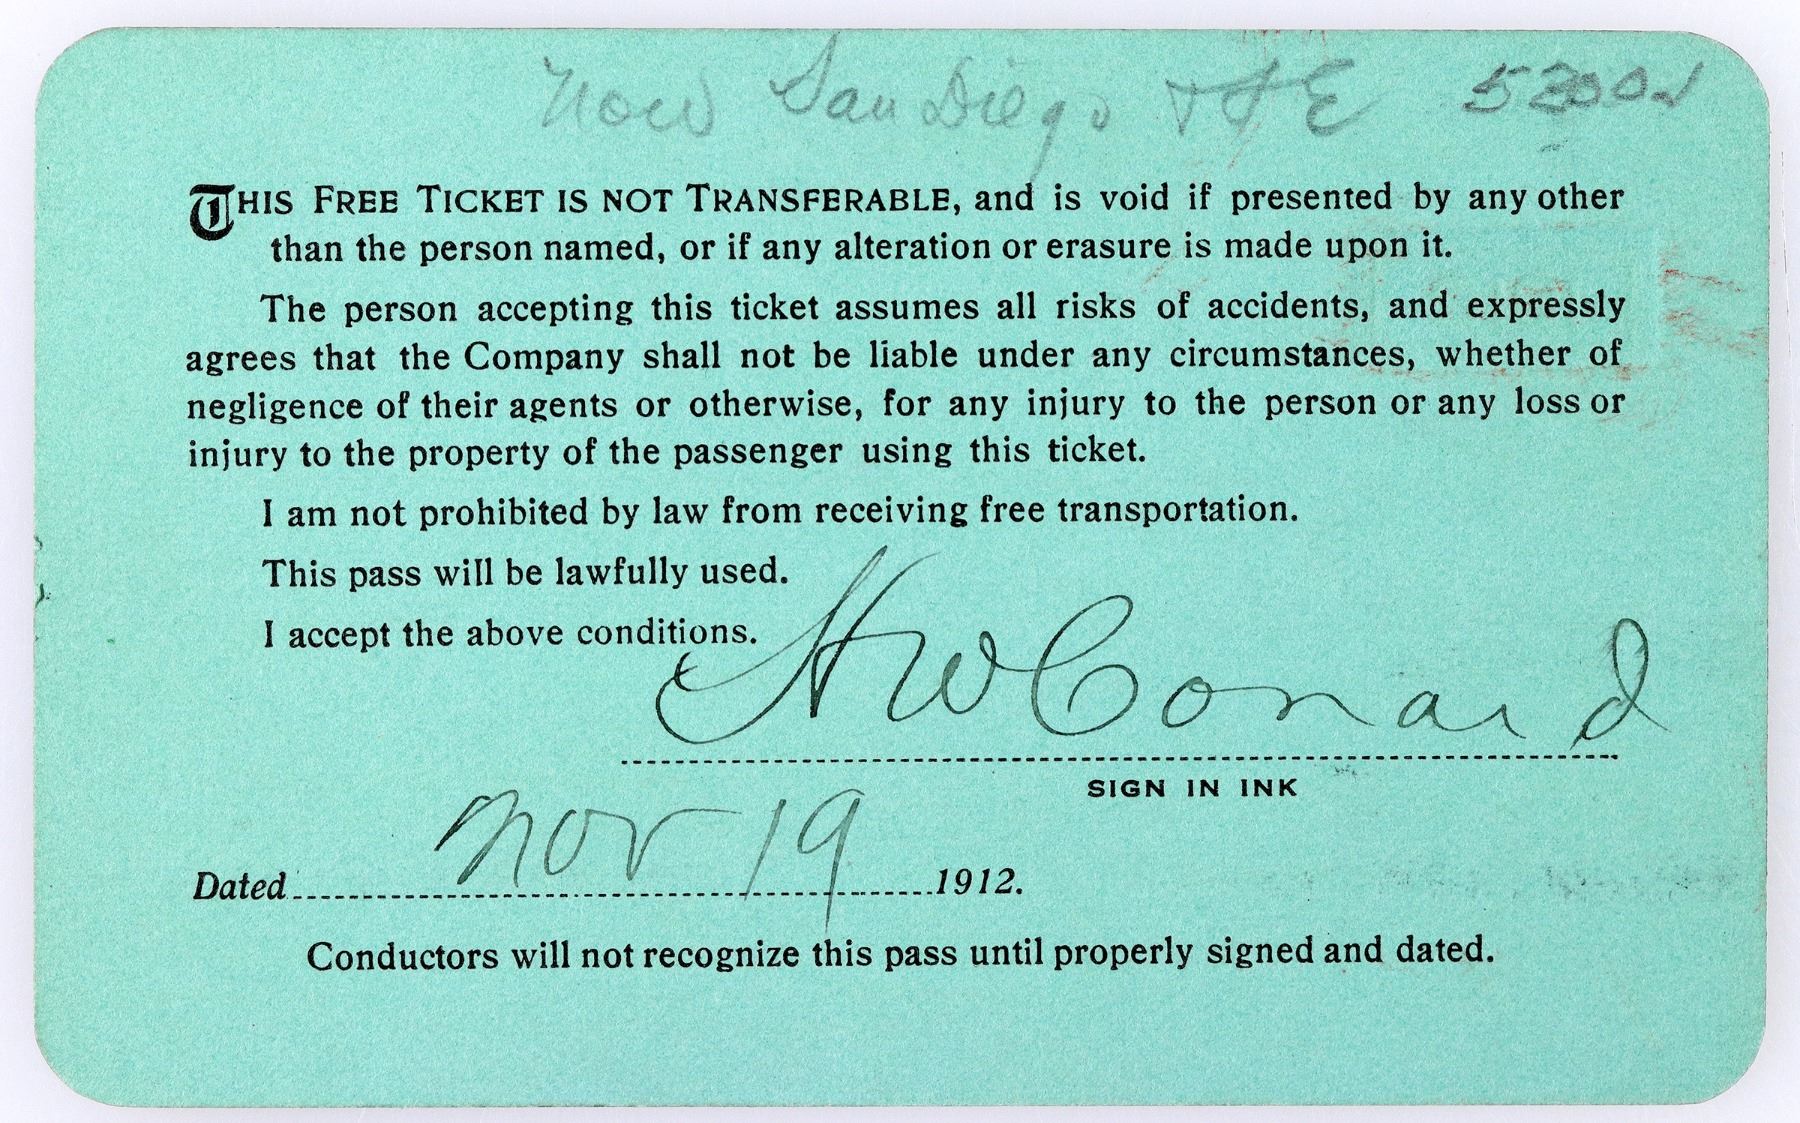 Now San Diego + A E
THIS FREE TICKET IS NOT TRANSFERABLE, and is void if presented by any other
than the person named, or if any alteration or erasure is made upon it.
The person accepting this ticket assumes all risks of accidents, and expressly
agrees that the Company shall not be liable under any circumstances, whether of
negligence of their agents or otherwise, for any injury to the person or any loss or
injury to the property of the passenger using this ticket.
I am not prohibited by law from receiving free transportation.
This pass will be lawfully used.
I accept the above conditions.
H W Conard
SIGN IN INK
Dated Nov 19 1912.
Conductors will not recognize this pass until properly signed and dated.